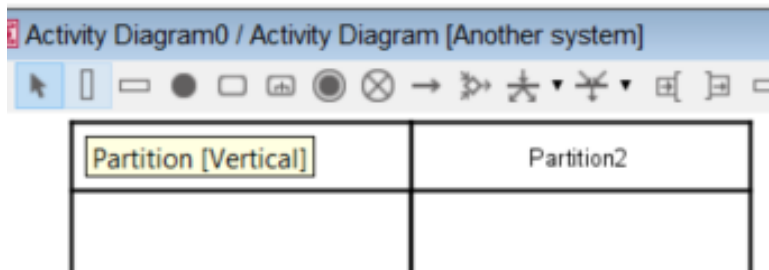 Activity Diagram0 / Activity Diagram [Another system]
Partition [Vertical] Partition2